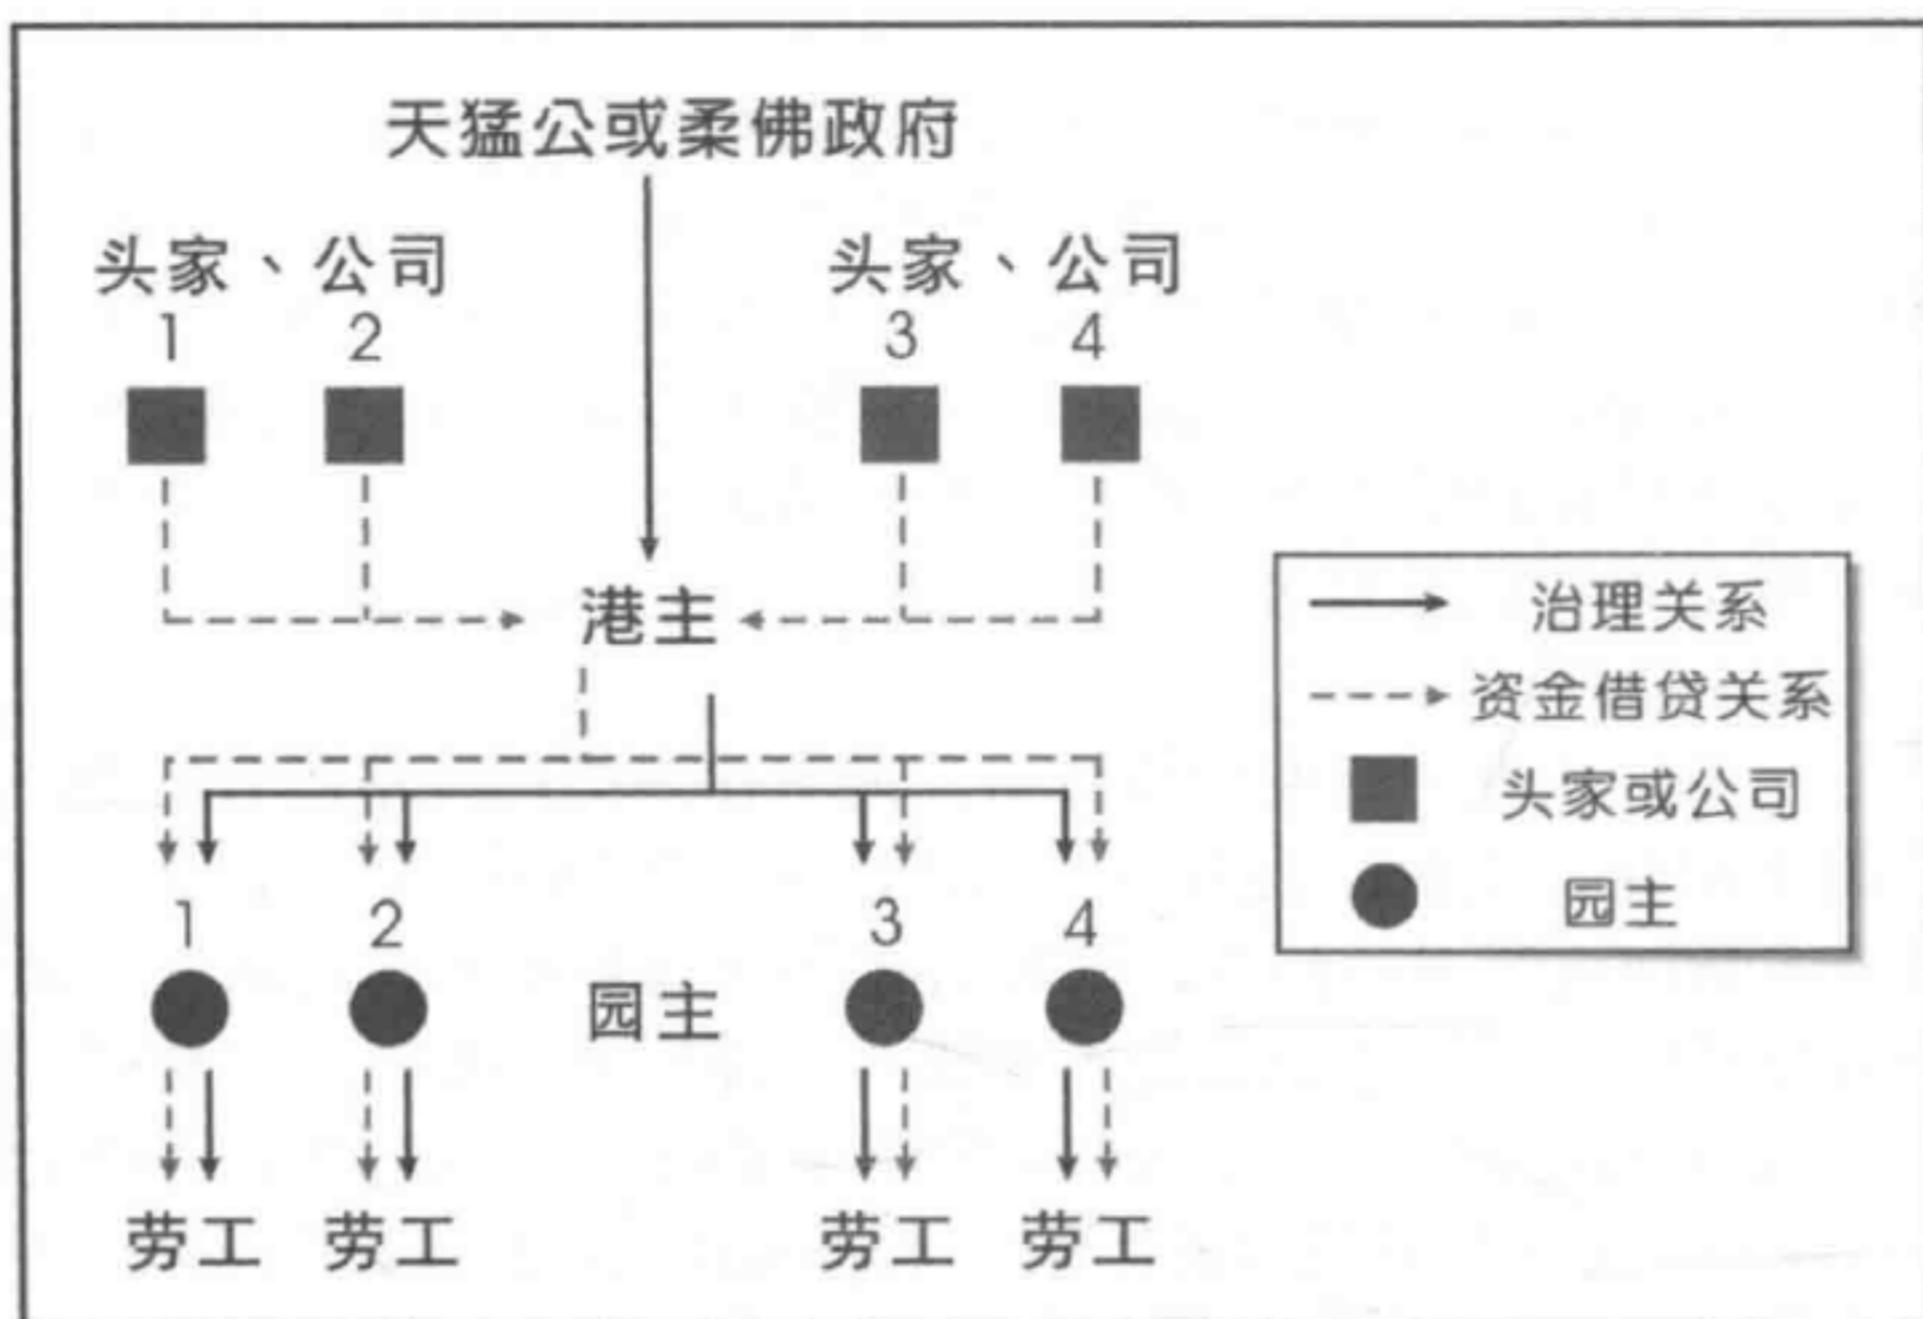 天猛公或柔佛政府
头家、公司 头家、公司
1 2 3 4
港主
治理关系
资金借贷关系
头家或公司
园主
1 2 3 4
园主
劳工 劳工 劳工 劳工